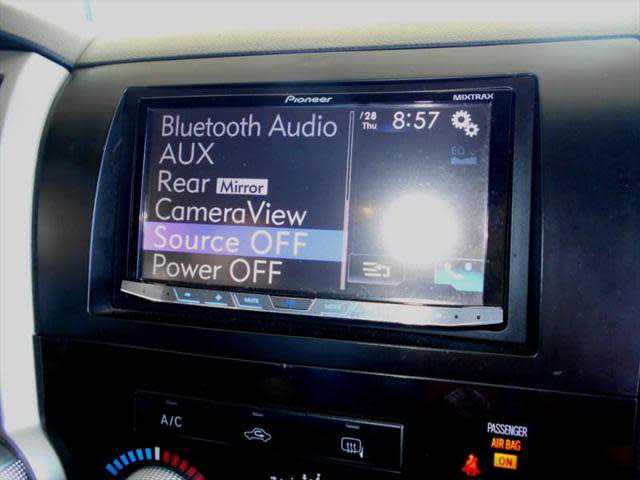 Pioneer
MIXTRAX
Bluetooth Audio
AUX
Rear Mirror
CameraView
Source OFF
Power OFF
/28
Thu
8:57
EQ
MUTE
MODE
A/C
PASSENGER
AIR BAG
ON